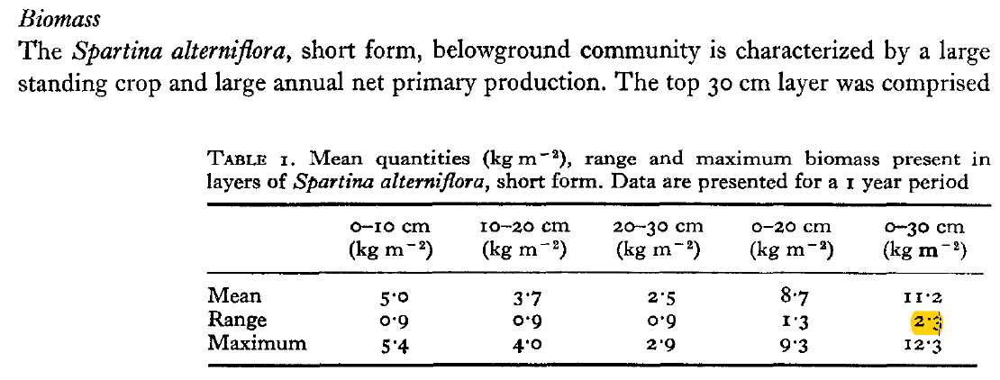 Biomass
The Spartina alterniflora, short form, belowground community is characterized by a large
standing crop and large annual net primary production. The top 30 cm layer was comprised
TABLE 1. Mean quantities (kg m⁻²), range and maximum biomass present in
layers of Spartina alterniflora, short form. Data are presented for a 1 year period
0–10 cm 10–20 cm 20–30 cm 0–20 cm 0–30 cm
(kg m⁻²) (kg m⁻²) (kg m⁻²) (kg m⁻²) (kg m⁻²)
Mean 5·0 3·7 2·5 8·7 11·2
Range 0·9 0·9 0·9 1·3 2·3
Maximum 5·4 4·0 2·9 9·3 12·3